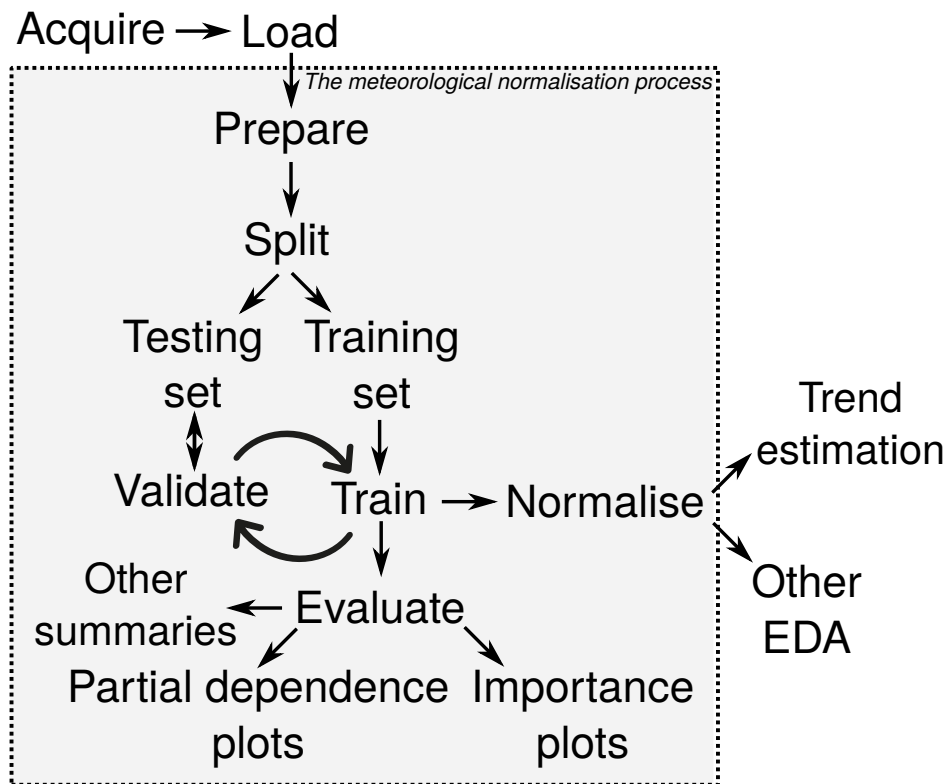 Acquire Load
The meteorological normalisation process
Prepare
Split
Testing set
Training set
Validate
Train
Normalise
Trend
estimation
Other
EDA
Evaluate
Other
summaries
Partial dependence
plots
Importance
plots